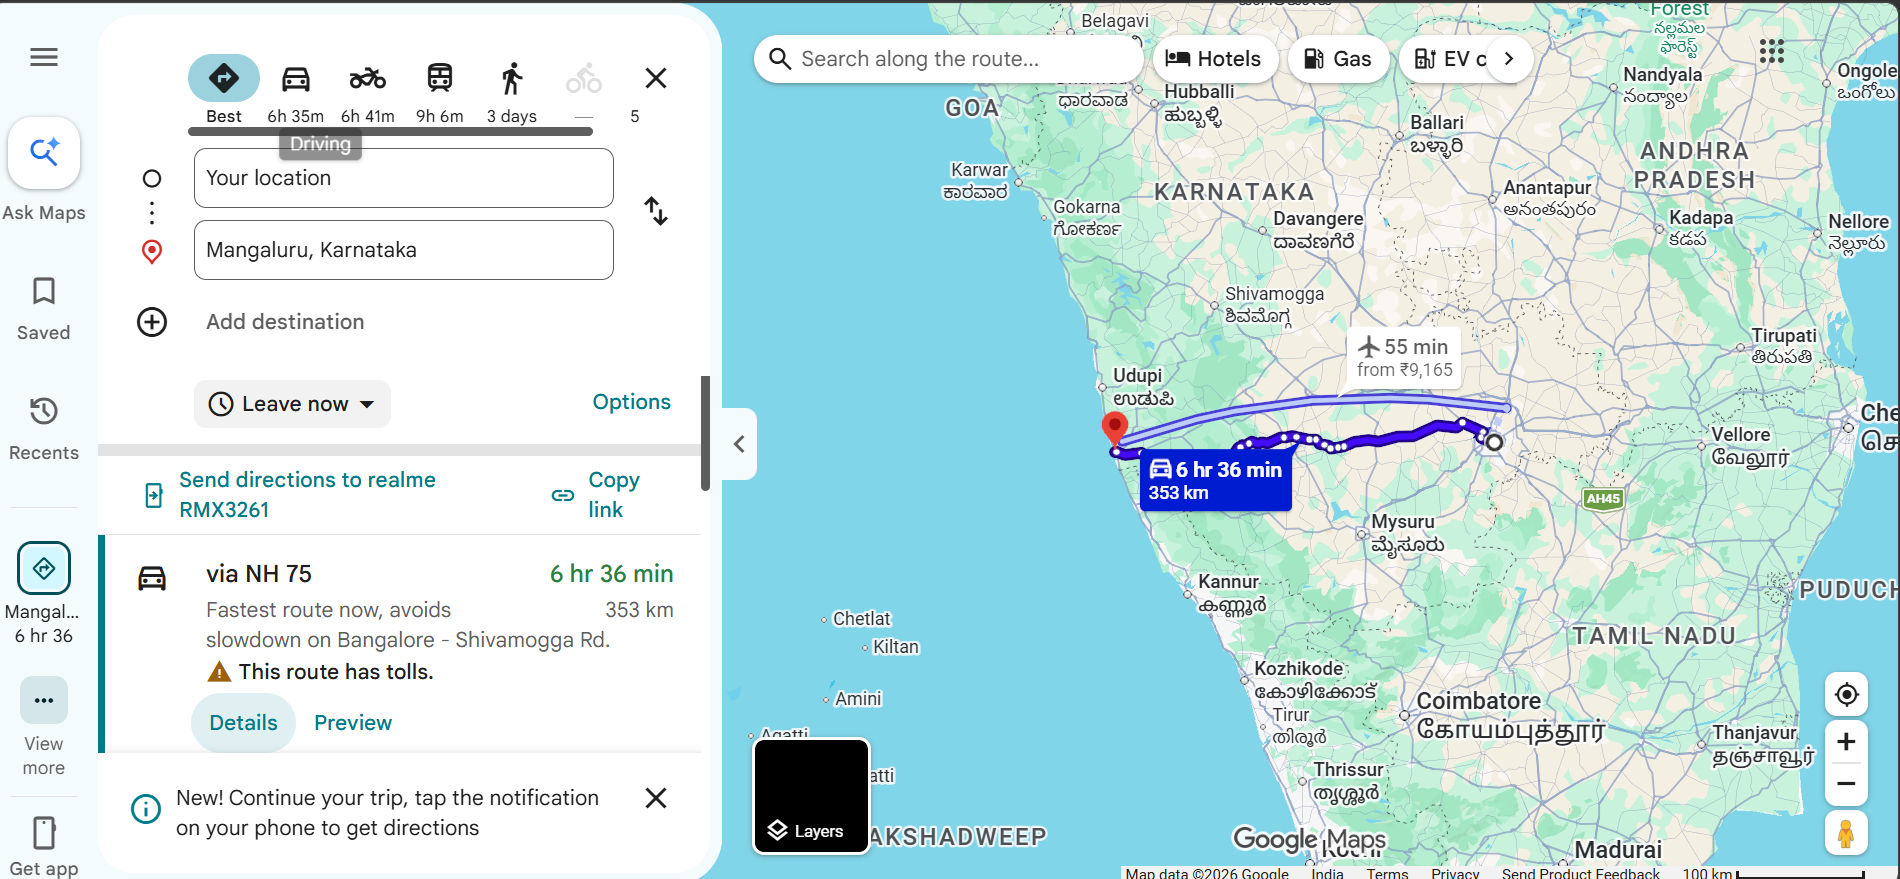 Ask Maps
Saved
Recents
Mangal...
6 hr 36
View
more
Get app
Best
6h 35m
6h 41m
9h 6m
3 days
—
5
Driving
Your location
Mangaluru, Karnataka
Add destination
Leave now
Options
Send directions to realme
RMX3261
Copy
link
via NH 75
6 hr 36 min
Fastest route now, avoids
353 km
slowdown on Bangalore - Shivamogga Rd.
This route has tolls.
Details
Preview
New! Continue your trip, tap the notification
on your phone to get directions
Search along the route...
Hotels
Gas
EV c
Belagavi
GOA
ಧಾರವಾಡ
Hubballi
ಹುಬ್ಬಳ್ಳಿ
Karwar
ಕಾರವಾರ
Gokarna
ಗೋಕರ್ಣ
KARNATAKA
Davangere
ದಾವಣಗೆರೆ
Ballari
ಬಳ್ಳಾರಿ
Forest
నల్లమల
ఫారెస్ట్
Nandyala
నంద్యాల
Ongole
ఒంగోలు
ANDHRA
PRADESH
Anantapur
అనంతపురం
Kadapa
కడప
Nellore
నెల్లూరు
Shivamogga
ಶಿವಮೊಗ್ಗ
Tirupati
తిరుపతి
55 min
from ₹9,165
Udupi
ಉಡುಪಿ
6 hr 36 min
353 km
Che
செ
Vellore
வேலூர்
AH45
Mysuru
ಮೈಸೂರು
Kannur
കണ്ണൂർ
PUDUCH
TAMIL NADU
Chetlat
Kiltan
Amini
Agatti
atti
Kozhikode
കോഴിക്കോട്
Tirur
തിരൂർ
Coimbatore
கோயம்புத்தூர்
Thrissur
തൃശ്ശൂർ
Thanjavur
தஞ்சாவூர்
Layers
AKSHADWEEP
Google Maps
Kochi
Madurai
Map data ©2026 Google
India
Terms
Privacy
Send Product Feedback
100 km